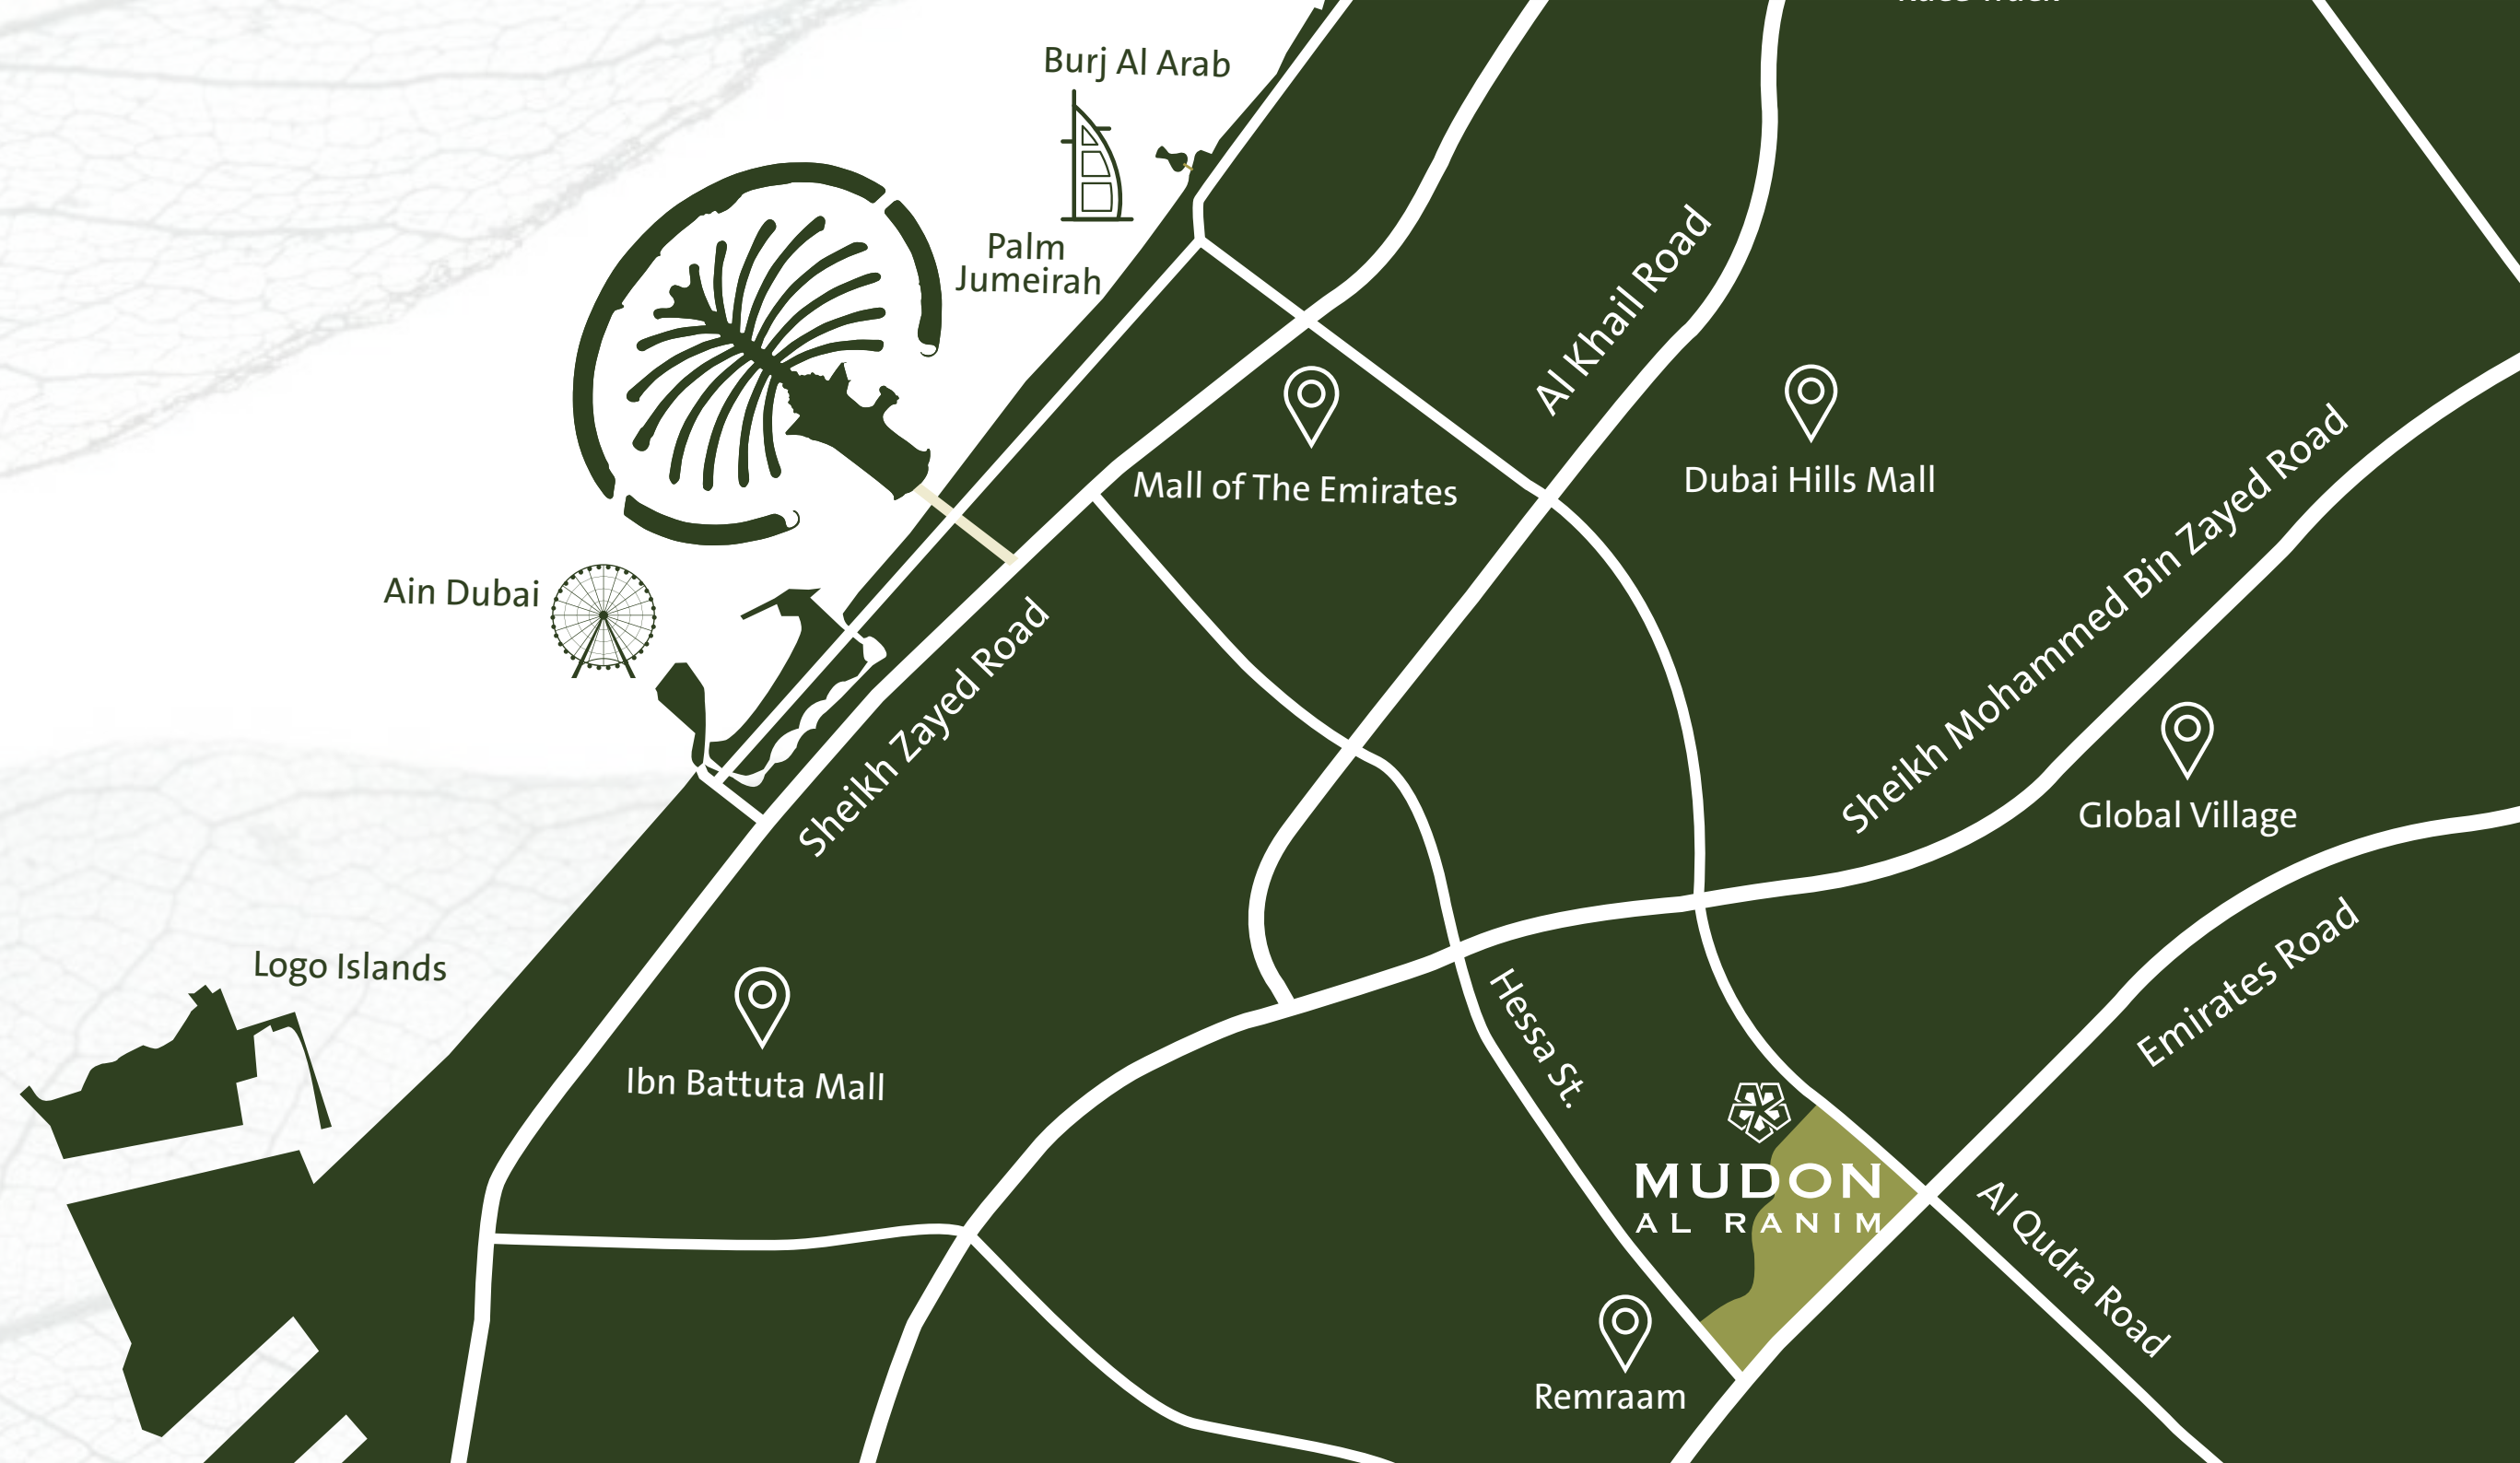 Burj Al Arab
Palm
Jumeirah
Al Khail Road
Mall of The Emirates
Dubai Hills Mall
Ain Dubai
Sheikh Zayed Road
Sheikh Mohammed Bin Zayed Road
Global Village
Logo Islands
Emirates Road
Ibn Battuta Mall
Hessa St.
MUDON
AL RANIM
Al Qudra Road
Remraam